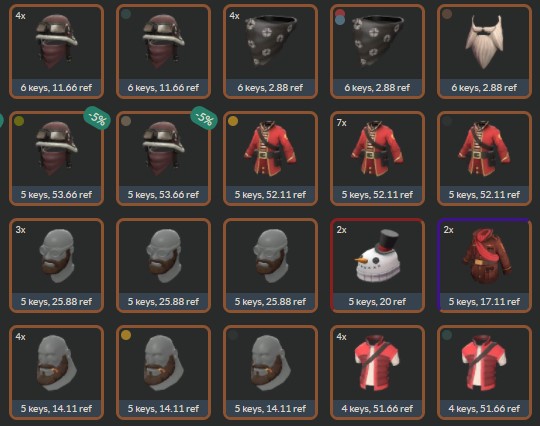 4x
6 keys, 11.66 ref
6 keys, 11.66 ref
4x
6 keys, 2.88 ref
6 keys, 2.88 ref
6 keys, 2.88 ref
-5%
5 keys, 53.66 ref
-5%
5 keys, 53.66 ref
5 keys, 52.11 ref
7x
5 keys, 52.11 ref
5 keys, 52.11 ref
3x
5 keys, 25.88 ref
5 keys, 25.88 ref
5 keys, 25.88 ref
2x
5 keys, 20 ref
2x
5 keys, 17.11 ref
4x
5 keys, 14.11 ref
5 keys, 14.11 ref
5 keys, 14.11 ref
4x
4 keys, 51.66 ref
4 keys, 51.66 ref